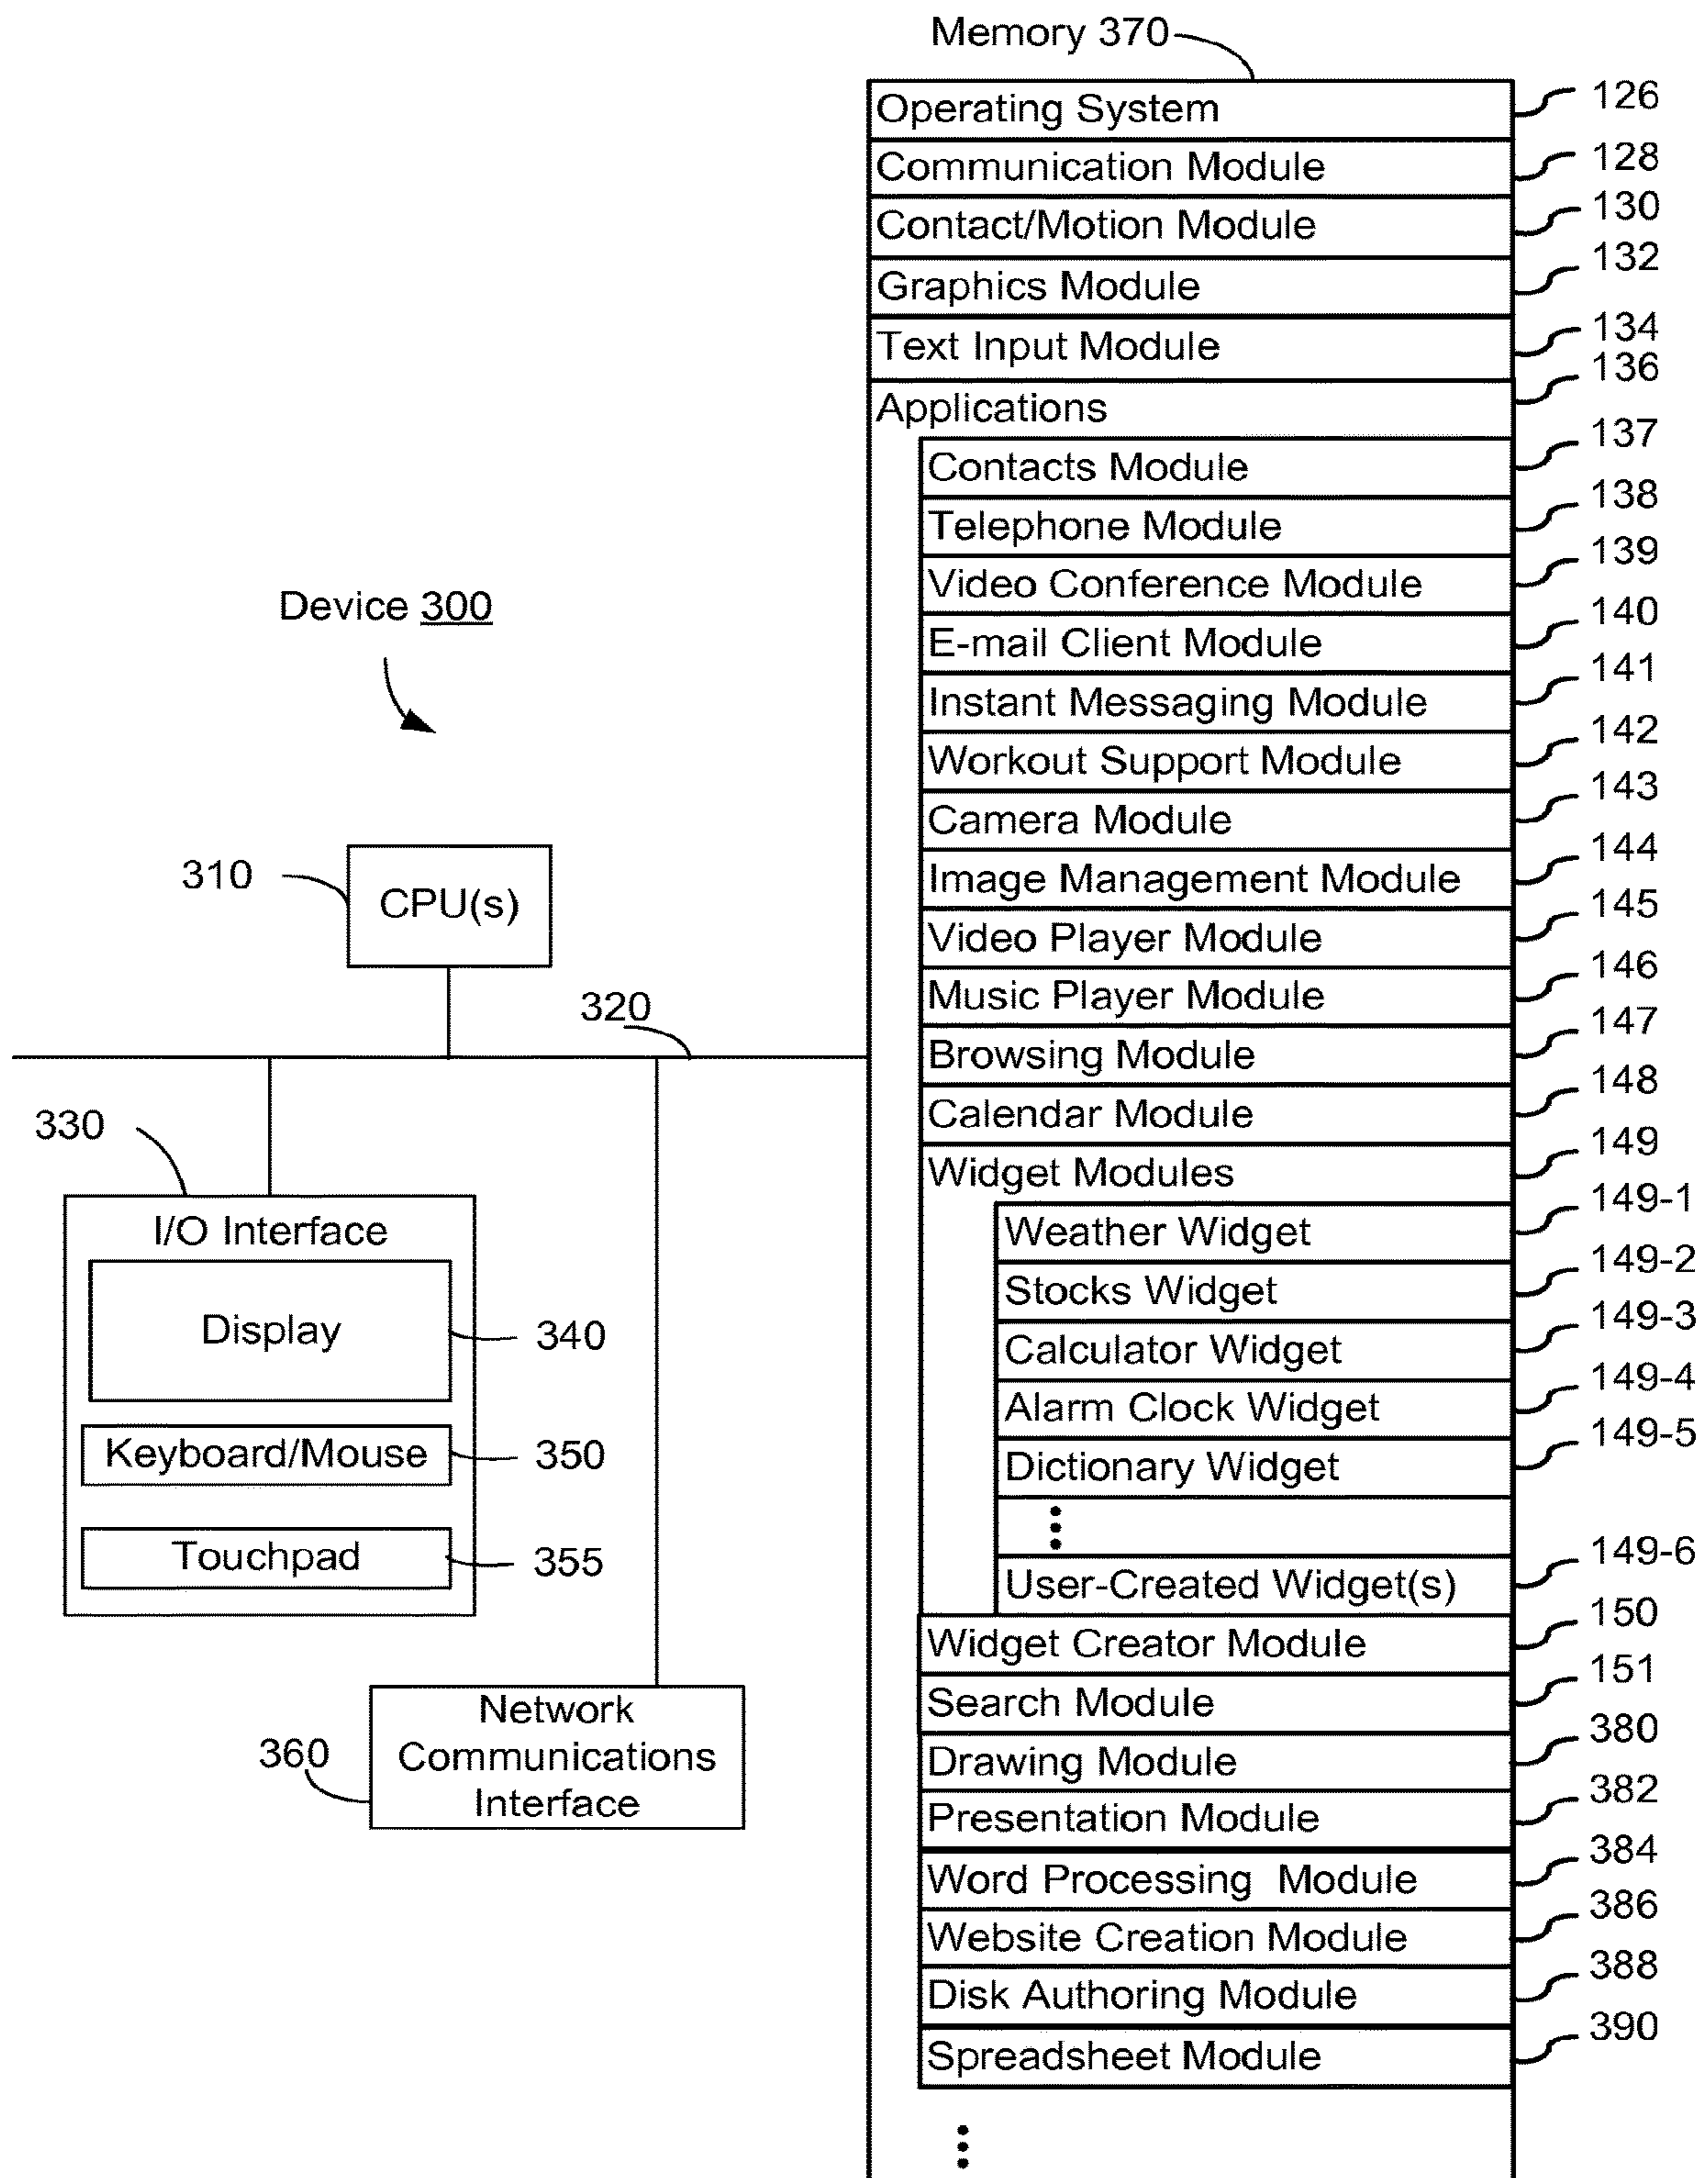 Memory 370
Operating System 126
Communication Module 128
Contact/Motion Module 130
Graphics Module 132
Text Input Module 134
Applications 136
Contacts Module 137
Telephone Module 138
Video Conference Module 139
E-mail Client Module 140
Instant Messaging Module 141
Workout Support Module 142
Camera Module 143
Image Management Module 144
Video Player Module 145
Music Player Module 146
Browsing Module 147
Calendar Module 148
Widget Modules 149
Weather Widget 149-1
Stocks Widget 149-2
Calculator Widget 149-3
Alarm Clock Widget 149-4
Dictionary Widget 149-5
User-Created Widget(s) 149-6
Widget Creator Module 150
Search Module 151
Drawing Module 380
Presentation Module 382
Word Processing Module 384
Website Creation Module 386
Disk Authoring Module 388
Spreadsheet Module 390
Device 300
310
CPU(s)
320
330
I/O Interface
Display 340
Keyboard/Mouse 350
Touchpad 355
360
Network
Communications
Interface